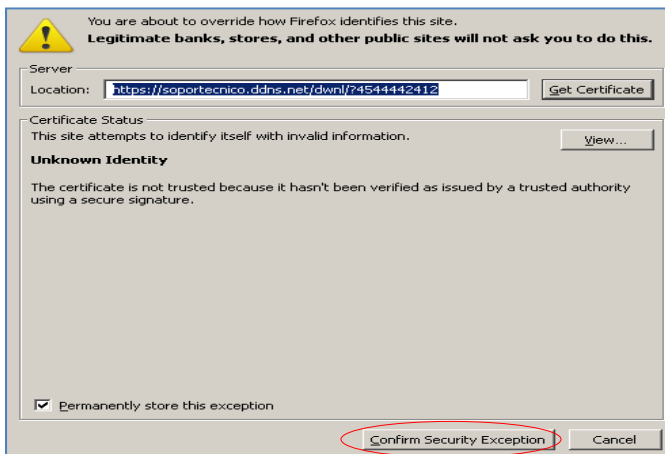 You are about to override how Firefox identifies this site.
Legitimate banks, stores, and other public sites will not ask you to do this.
Server
Location: https://soportecnico.ddns.net/dwnl/?4544442412 Get Certificate
Certificate Status
This site attempts to identify itself with invalid information. View...
Unknown Identity
The certificate is not trusted because it hasn't been verified as issued by a trusted authority
using a secure signature.
Permanently store this exception
Confirm Security Exception Cancel